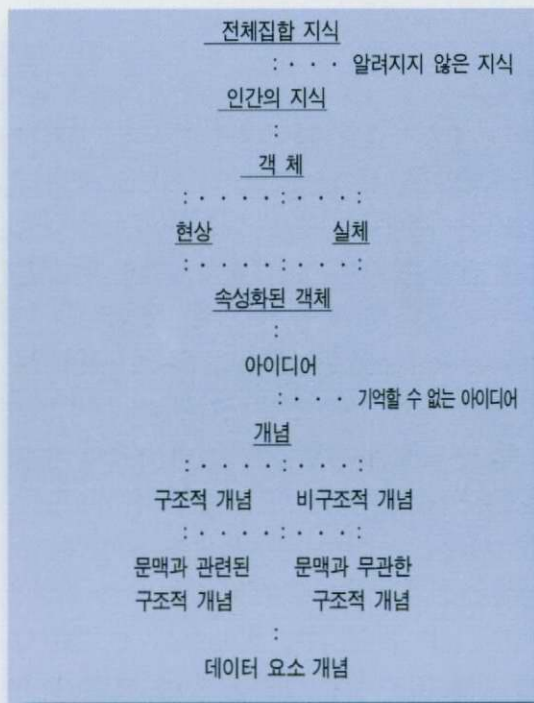 전체집합 지식
: · · · 알려지지 않은 지식
인간의 지식
:
객 체
: · · · · : · · · :
현상 실체
: · · · · : · · · :
속성화된 객체
:
아이디어
: · · · 기억할 수 없는 아이디어
개념
: · · · · : · · · :
구조적 개념 비구조적 개념
: · · · · : · · · :
문맥과 관련된 문맥과 무관한
구조적 개념 구조적 개념
:
데이터 요소 개념